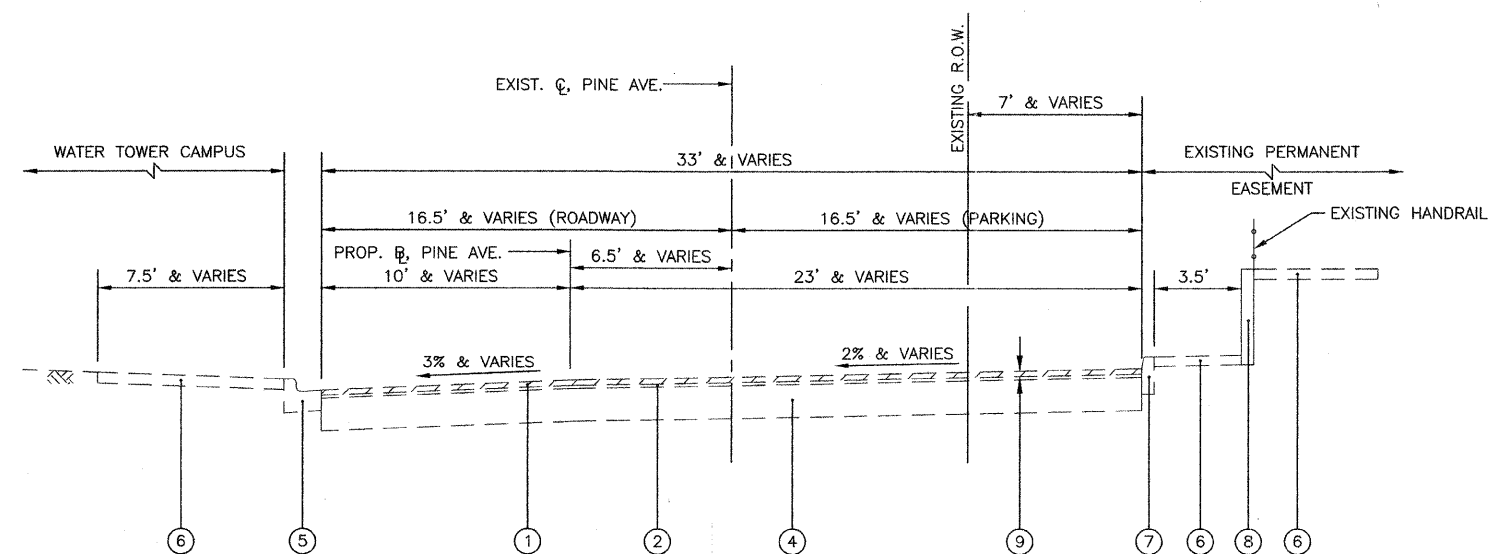 EXIST. ℄, PINE AVE.
EXISTING R.O.W.
7' & VARIES
WATER TOWER CAMPUS
33' & VARIES
EXISTING PERMANENT
EASEMENT
EXISTING HANDRAIL
16.5' & VARIES (ROADWAY)
16.5' & VARIES (PARKING)
PROP. BL, PINE AVE.
6.5' & VARIES
7.5' & VARIES
10' & VARIES
23' & VARIES
3.5'
3% & VARIES
2% & VARIES
6
5
1
2
4
9
7
6
8
6